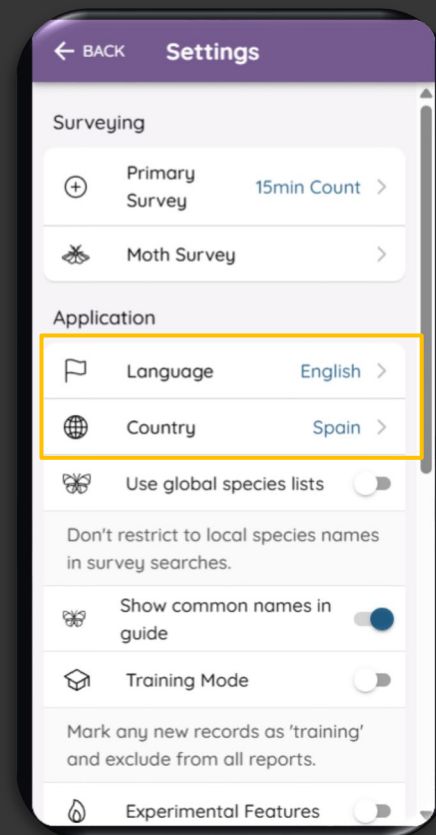 ← BACK Settings
Surveying
Primary
Survey
15min Count >
Moth Survey >
Application
Language English >
Country Spain >
Use global species lists
Don't restrict to local species names
in survey searches.
Show common names in
guide
Training Mode
Mark any new records as 'training'
and exclude from all reports.
Experimental Features